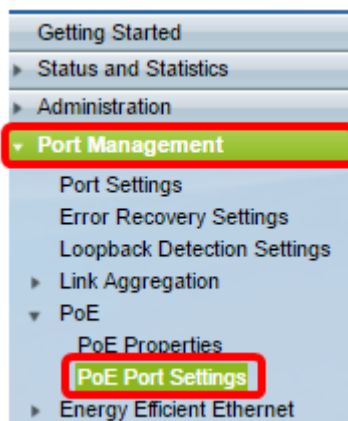 Getting Started
Status and Statistics
Administration
Port Management
Port Settings
Error Recovery Settings
Loopback Detection Settings
Link Aggregation
PoE
PoE Properties
PoE Port Settings
Energy Efficient Ethernet